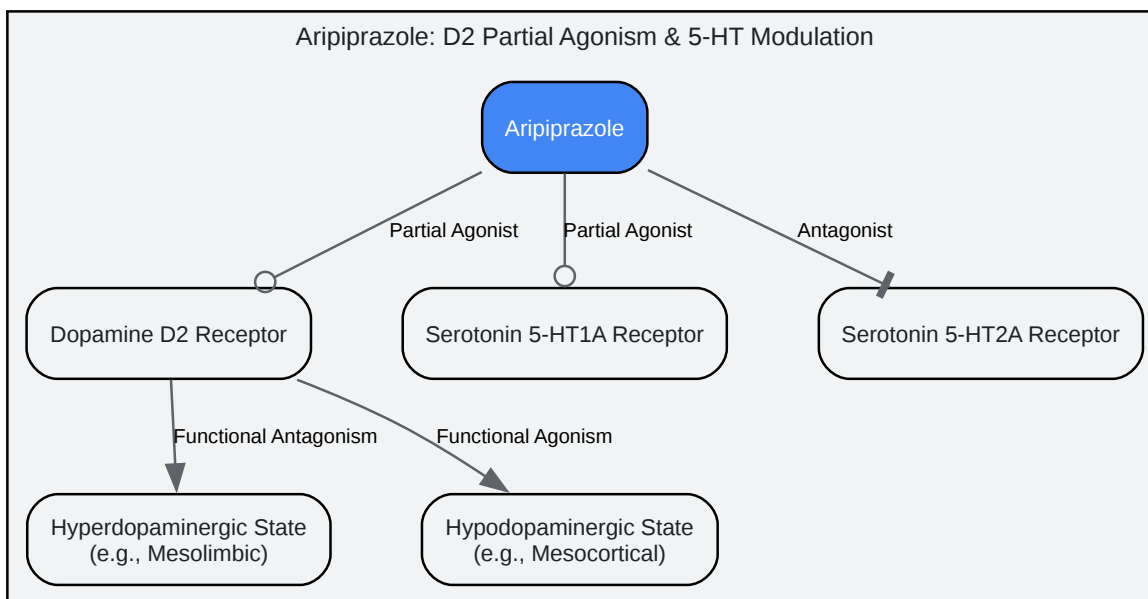 Aripiprazole: D2 Partial Agonism & 5-HT Modulation
Aripiprazole
Partial Agonist
Partial Agonist
Antagonist
Dopamine D2 Receptor
Serotonin 5-HT1A Receptor
Serotonin 5-HT2A Receptor
Functional Antagonism
Functional Agonism
Hyperdopaminergic State
(e.g., Mesolimbic)
Hypodopaminergic State
(e.g., Mesocortical)